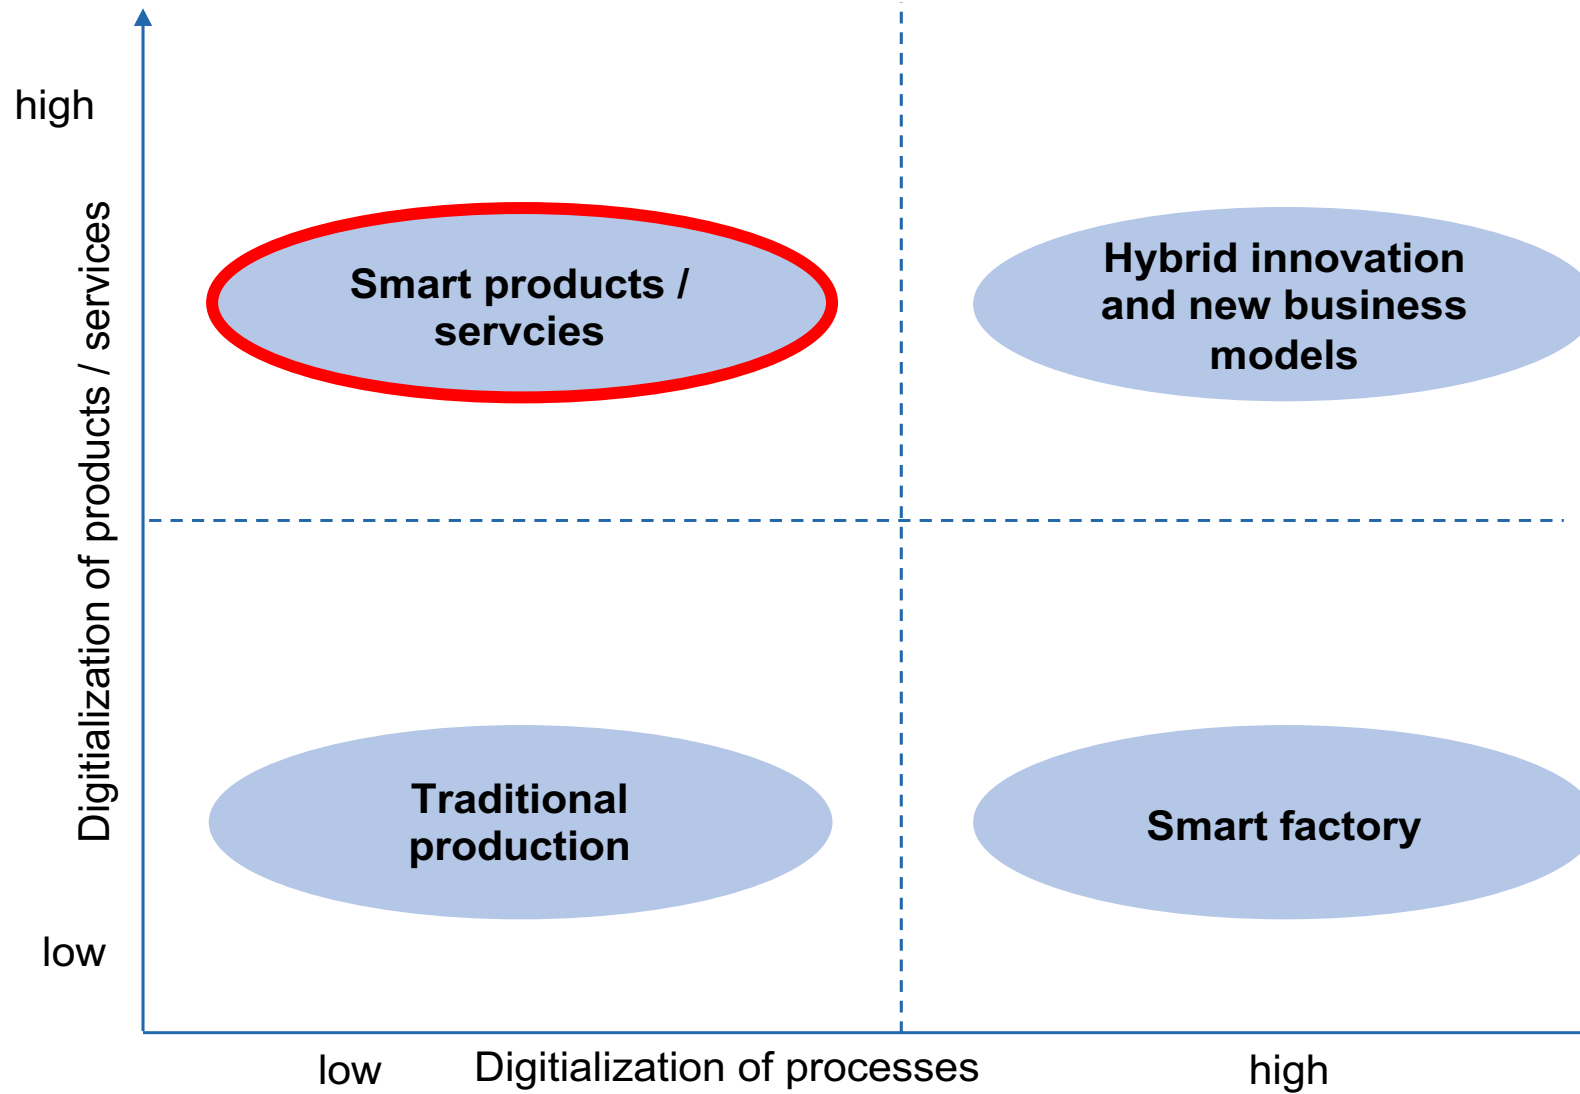 high
Digitialization of products / services
Smart products /
servcies
Hybrid innovation
and new business
models
Traditional
production
Smart factory
low
low
Digitialization of processes
high